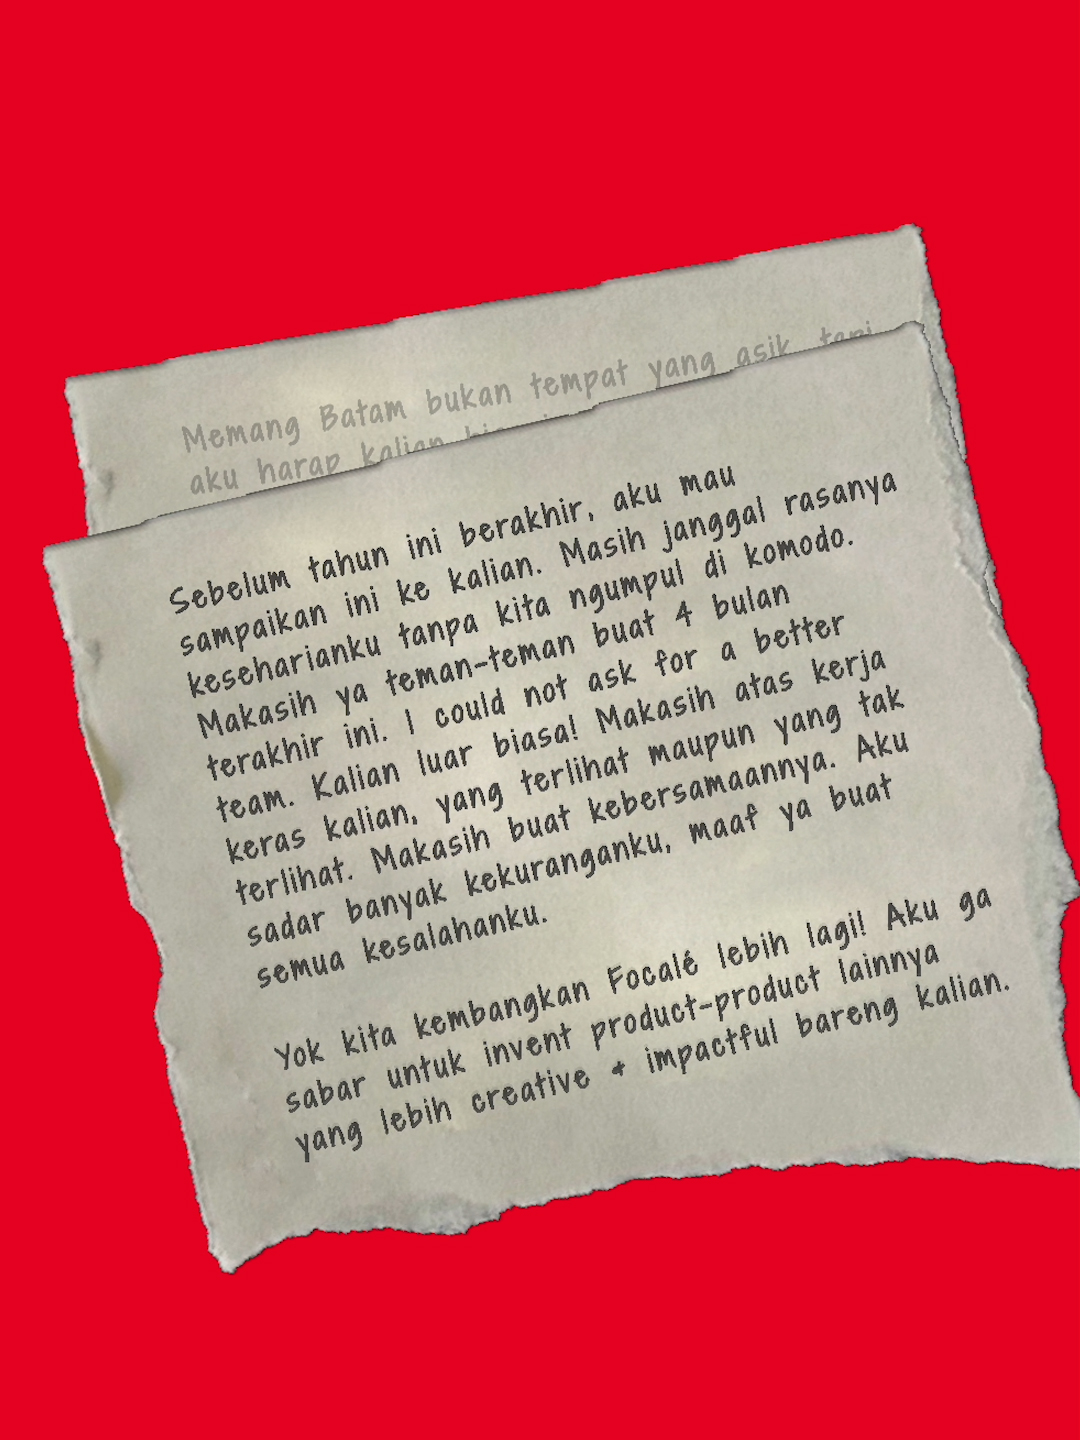 Memang Batam bukan tempat yang asik, tapi
aku harap kalian
Sebelum tahun ini berakhir, aku mau
sampaikan ini ke kalian. Masih janggal rasanya
keseharianku tanpa kita ngumpul di komodo.
Makasih ya teman-teman buat 4 bulan
terakhir ini. I could not ask for a better
team. Kalian luar biasa! Makasih atas kerja
keras kalian, yang terlihat maupun yang tak
terlihat. Makasih buat kebersamaannya. Aku
sadar banyak kekuranganku, maaf ya buat
semua kesalahanku.
Yok kita kembangkan Focalé lebih lagi! Aku ga
sabar untuk invent product-product lainnya
yang lebih creative & impactful bareng kalian.